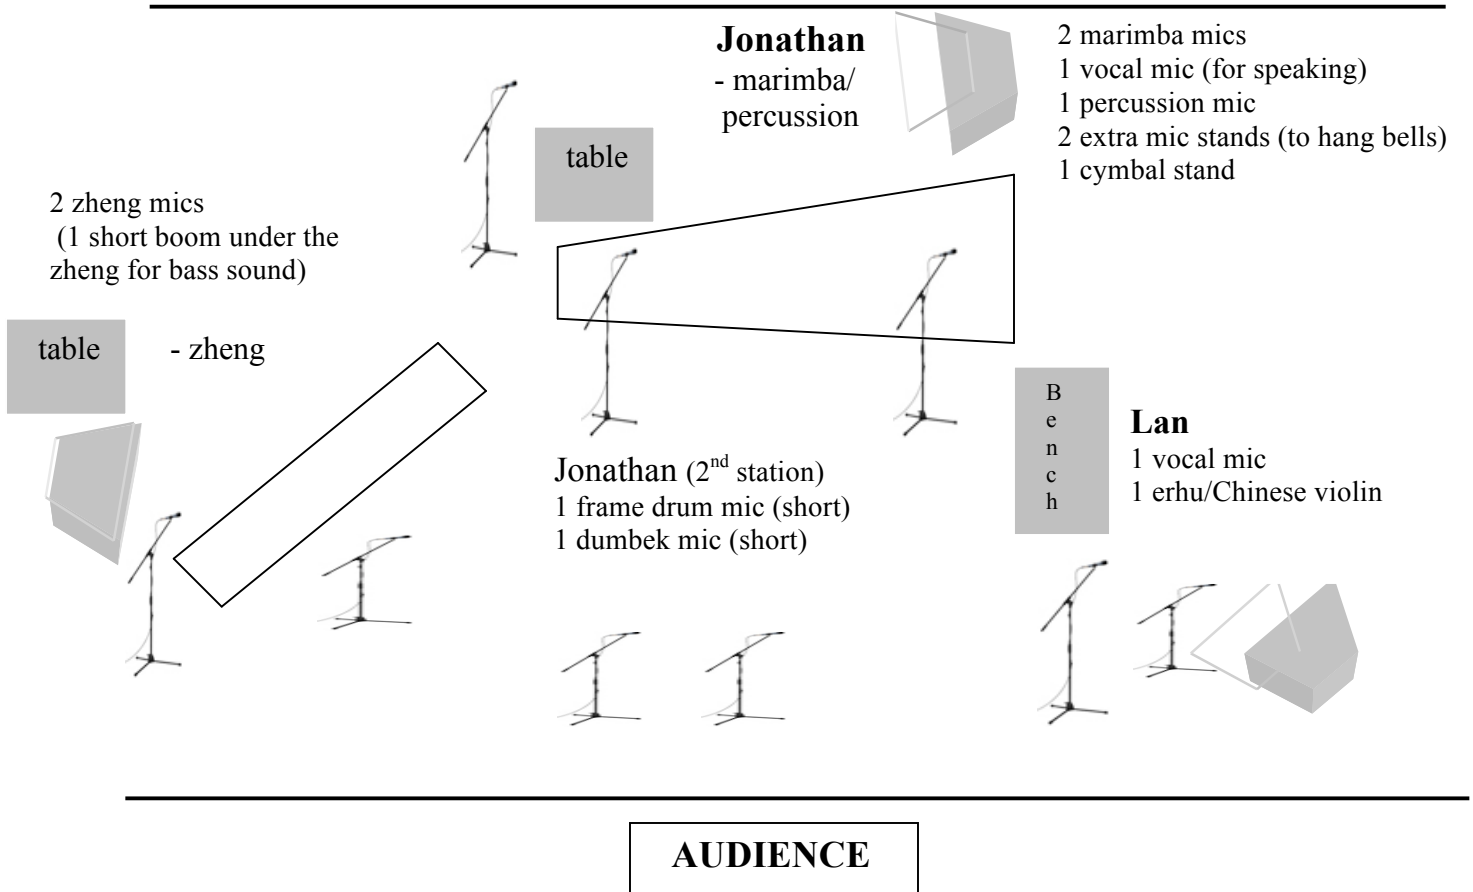 Jonathan
- marimba/
percussion
2 marimba mics
1 vocal mic (for speaking)
1 percussion mic
2 extra mic stands (to hang bells)
1 cymbal stand
table
2 zheng mics
(1 short boom under the
zheng for bass sound)
table
- zheng
Bench
Lan
1 vocal mic
1 erhu/Chinese violin
Jonathan (2nd station)
1 frame drum mic (short)
1 dumbek mic (short)
AUDIENCE